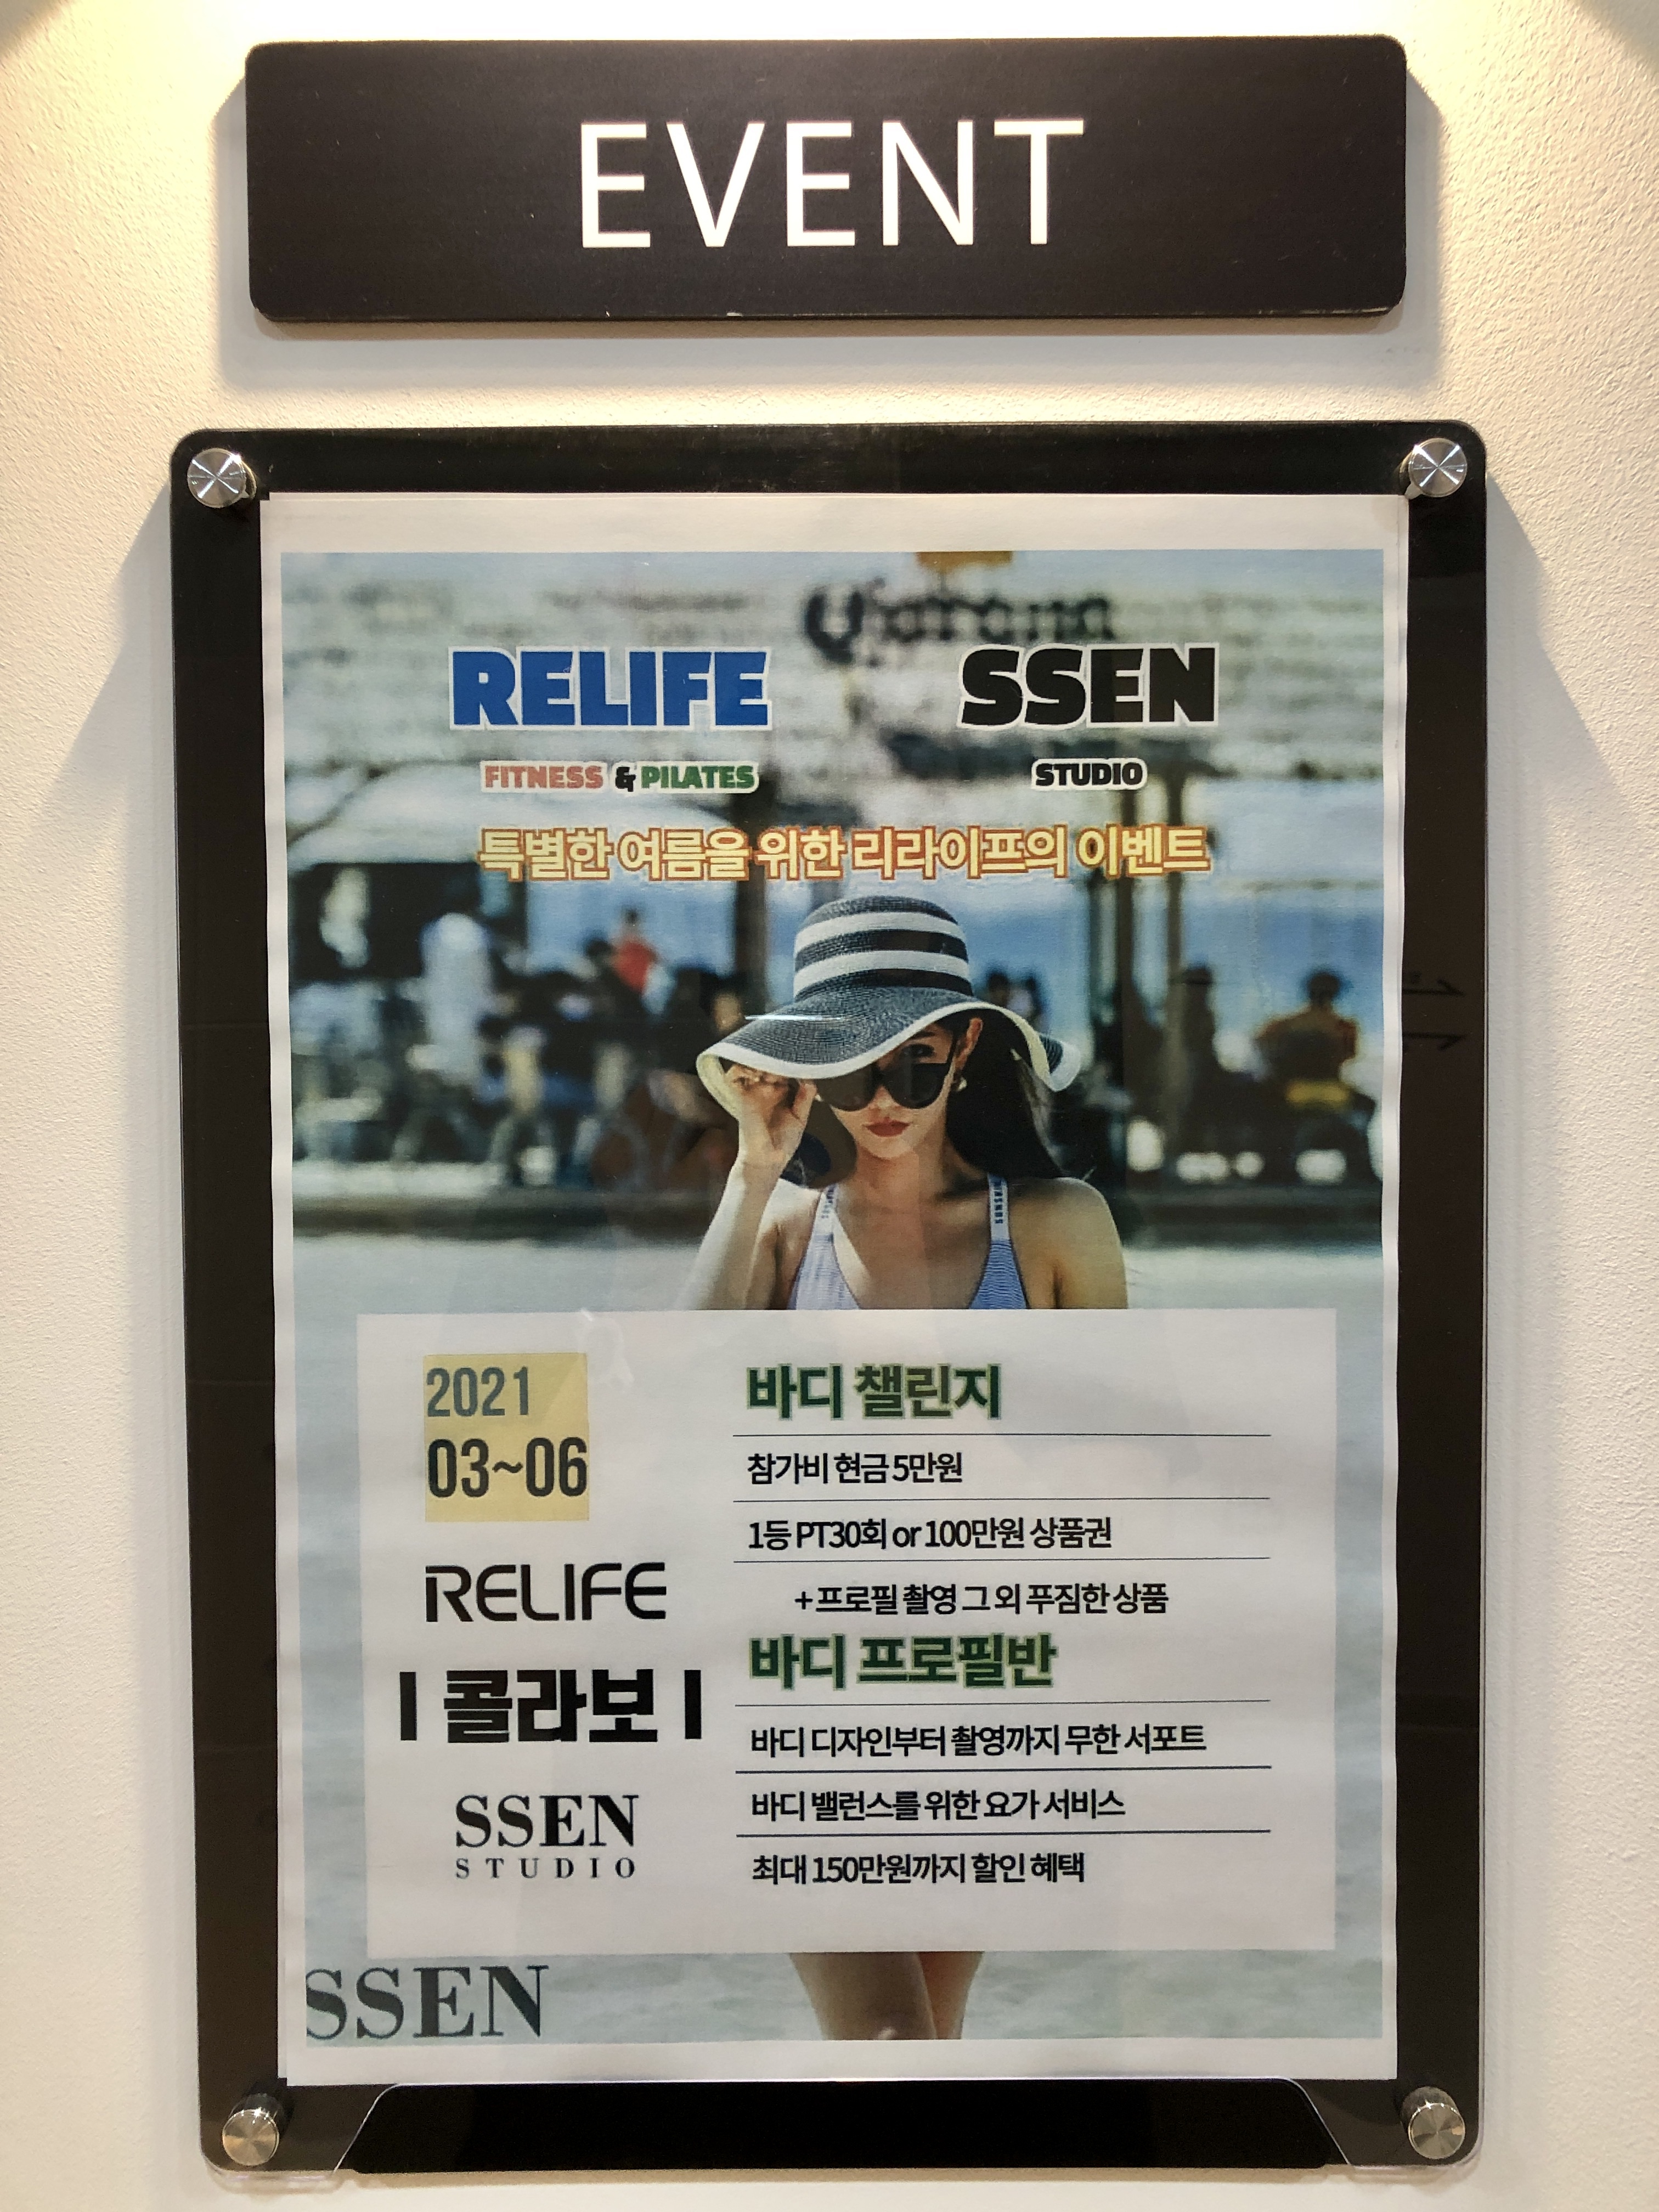 EVENT
RELIFE SSEN
FITNESS & PILATES STUDIO
특별한 여름을 위한 리라이프의 이벤트
2021
03~06
RELIFE
I 콜라보 I
SSEN
STUDIO
바디 챌린지
참가비 현금 5만원
1등 PT30회 or 100만원 상품권
+ 프로필 촬영 그 외 푸짐한 상품
바디 프로필반
바디 디자인부터 촬영까지 무한 서포트
바디 밸런스를 위한 요가 서비스
최대 150만원까지 할인 혜택
SSEN